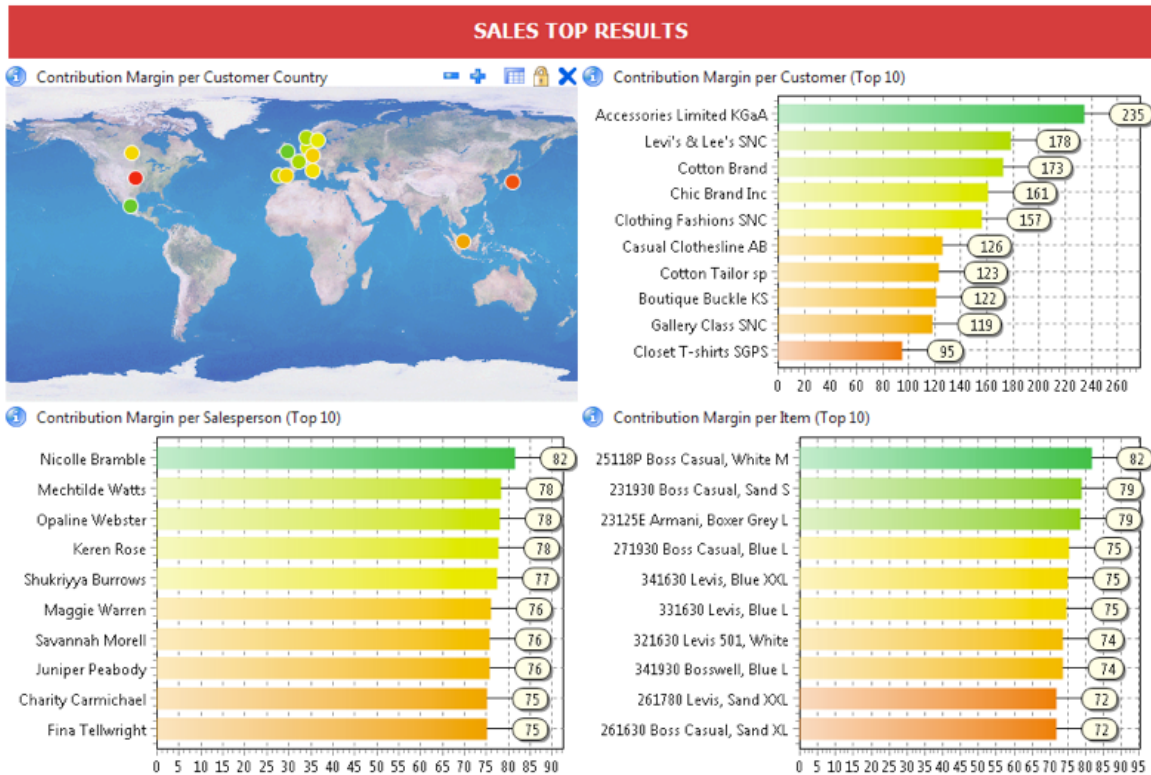 SALES TOP RESULTS
Contribution Margin per Customer Country
Contribution Margin per Customer (Top 10)
Accessories Limited KGaA 235
Levi's & Lee's SNC 178
Cotton Brand 173
Chic Brand Inc 161
Clothing Fashions SNC 157
Casual Clothesline AB 126
Cotton Tailor sp 123
Boutique Buckle KS 122
Gallery Class SNC 119
Closet T-shirts SGPS 95
0 20 40 60 80 100 120 140 160 180 200 220 240 260
Contribution Margin per Salesperson (Top 10)
Nicolle Bramble 82
Mechtilde Watts 78
Opaline Webster 78
Keren Rose 78
Shukriyya Burrows 77
Maggie Warren 76
Savannah Morell 76
Juniper Peabody 76
Charity Carmichael 75
Fina Tellwright 75
0 5 10 15 20 25 30 35 40 45 50 55 60 65 70 75 80 85 90
Contribution Margin per Item (Top 10)
25118P Boss Casual, White M 82
231930 Boss Casual, Sand S 79
23125E Armani, Boxer Grey L 79
271930 Boss Casual, Blue L 75
341630 Levis, Blue XXL 75
331630 Levis, Blue L 75
321630 Levis 501, White 74
341930 Bosswell, Blue L 74
261780 Levis, Sand XXL 72
261630 Boss Casual, Sand XL 72
0 5 10 15 20 25 30 35 40 45 50 55 60 65 70 75 80 85 90 95